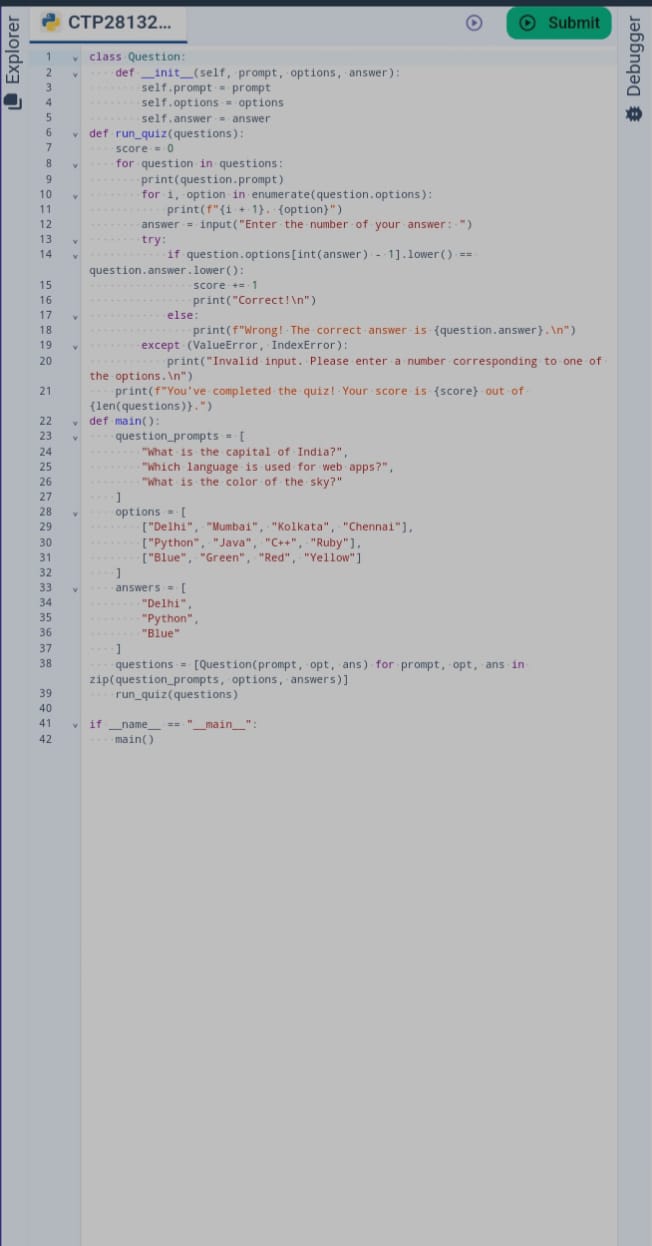 Explorer
CTP28132...
Submit
Debugger
1 class Question:
2     def __init__(self, prompt, options, answer):
3         self.prompt = prompt
4         self.options = options
5         self.answer = answer
6 def run_quiz(questions):
7     score = 0
8     for question in questions:
9         print(question.prompt)
10         for i, option in enumerate(question.options):
11             print(f"{i + 1}. {option}")
12         answer = input("Enter the number of your answer: ")
13         try:
14             if question.options[int(answer) - 1].lower() ==
question.answer.lower():
15                 score += 1
16                 print("Correct!\n")
17             else:
18                 print(f"Wrong! The correct answer is {question.answer}.\n")
19         except (ValueError, IndexError):
20             print("Invalid input. Please enter a number corresponding to one of
the options.\n")
21     print(f"You've completed the quiz! Your score is {score} out of
{len(questions)}.")
22 def main():
23     question_prompts = [
24         "What is the capital of India?",
25         "Which language is used for web apps?",
26         "What is the color of the sky?"
27     ]
28     options = [
29         ["Delhi", "Mumbai", "Kolkata", "Chennai"],
30         ["Python", "Java", "C++", "Ruby"],
31         ["Blue", "Green", "Red", "Yellow"]
32     ]
33     answers = [
34         "Delhi",
35         "Python",
36         "Blue"
37     ]
38     questions = [Question(prompt, opt, ans) for prompt, opt, ans in
zip(question_prompts, options, answers)]
39     run_quiz(questions)
40
41 if __name__ == "__main__":
42     main()